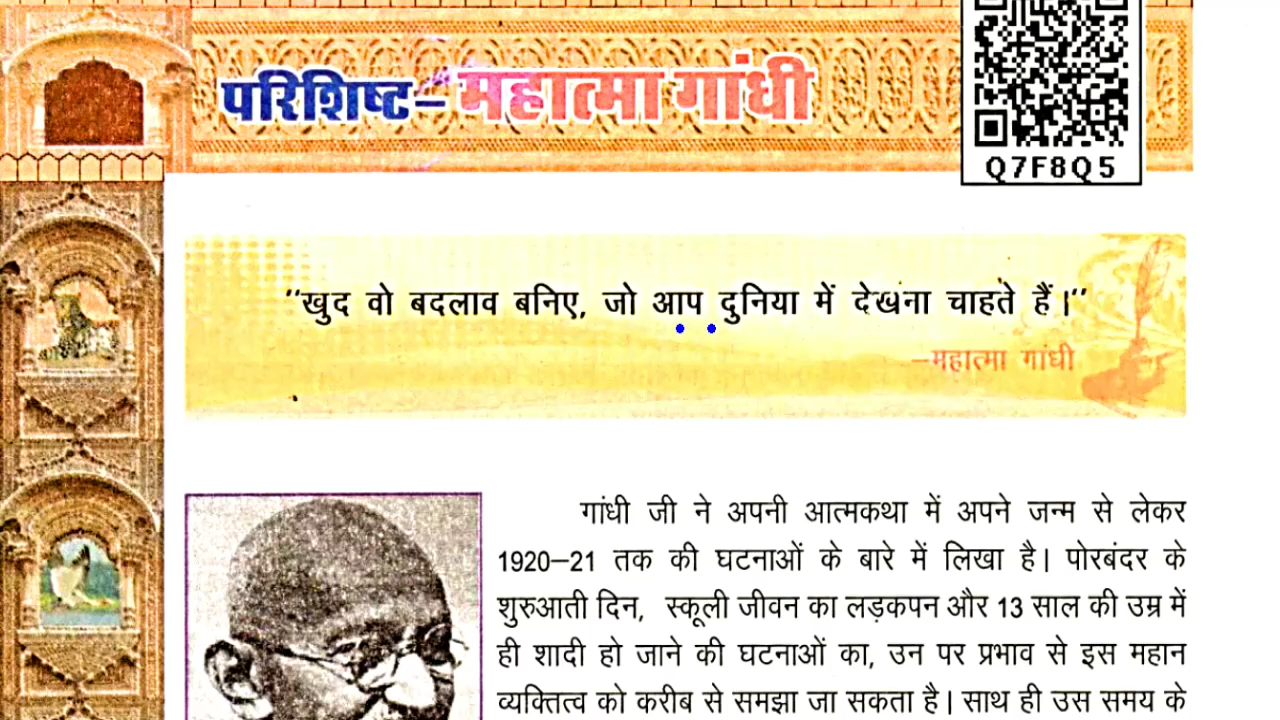 परिशिष्ट– महात्मा गांधी
Q7F8Q5
"खुद वो बदलाव बनिए, जो आप दुनिया में देखना चाहते हैं।"
–महात्मा गांधी
गांधी जी ने अपनी आत्मकथा में अपने जन्म से लेकर
1920–21 तक की घटनाओं के बारे में लिखा है। पोरबंदर के
शुरुआती दिन, स्कूली जीवन का लड़कपन और 13 साल की उम्र में
ही शादी हो जाने की घटनाओं का, उन पर प्रभाव से इस महान
व्यक्तित्व को करीब से समझा जा सकता है। साथ ही उस समय के